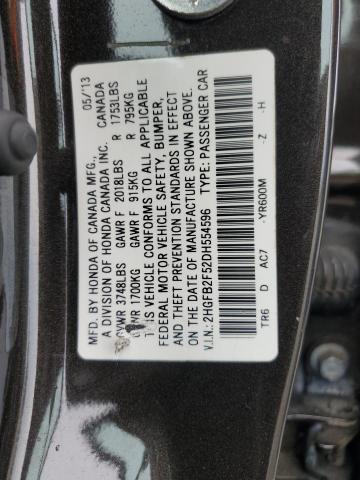 MFD. BY HONDA OF CANADA MFG., 05/'13
A DIVISION OF HONDA CANADA INC. CANADA
GVWR 3748LBS GAWR F 2018LBS R 1753LBS
GVWR 1700KG GAWR F 915KG R 795KG
THIS VEHICLE CONFORMS TO ALL APPLICABLE
FEDERAL MOTOR VEHICLE SAFETY, BUMPER,
AND THEFT PREVENTION STANDARDS IN EFFECT
ON THE DATE OF MANUFACTURE SHOWN ABOVE.
V.I.N.: 2HGFB2F52DH554596 TYPE: PASSENGER CAR
TR6 D AC7 -YR600M -Z -H